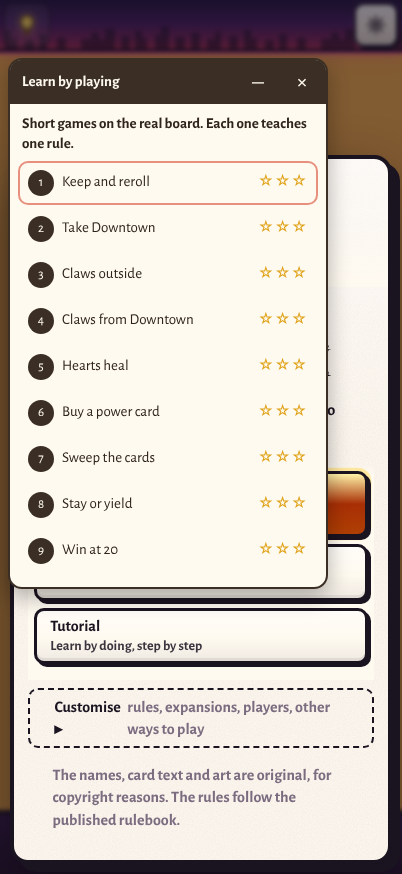 Learn by playing
Short games on the real board. Each one teaches
one rule.
1 Keep and reroll
2 Take Downtown
3 Claws outside
4 Claws from Downtown
5 Hearts heal
6 Buy a power card
7 Sweep the cards
8 Stay or yield
9 Win at 20
Tutorial
Learn by doing, step by step
Customise rules, expansions, players, other
ways to play
The names, card text and art are original, for
copyright reasons. The rules follow the
published rulebook.